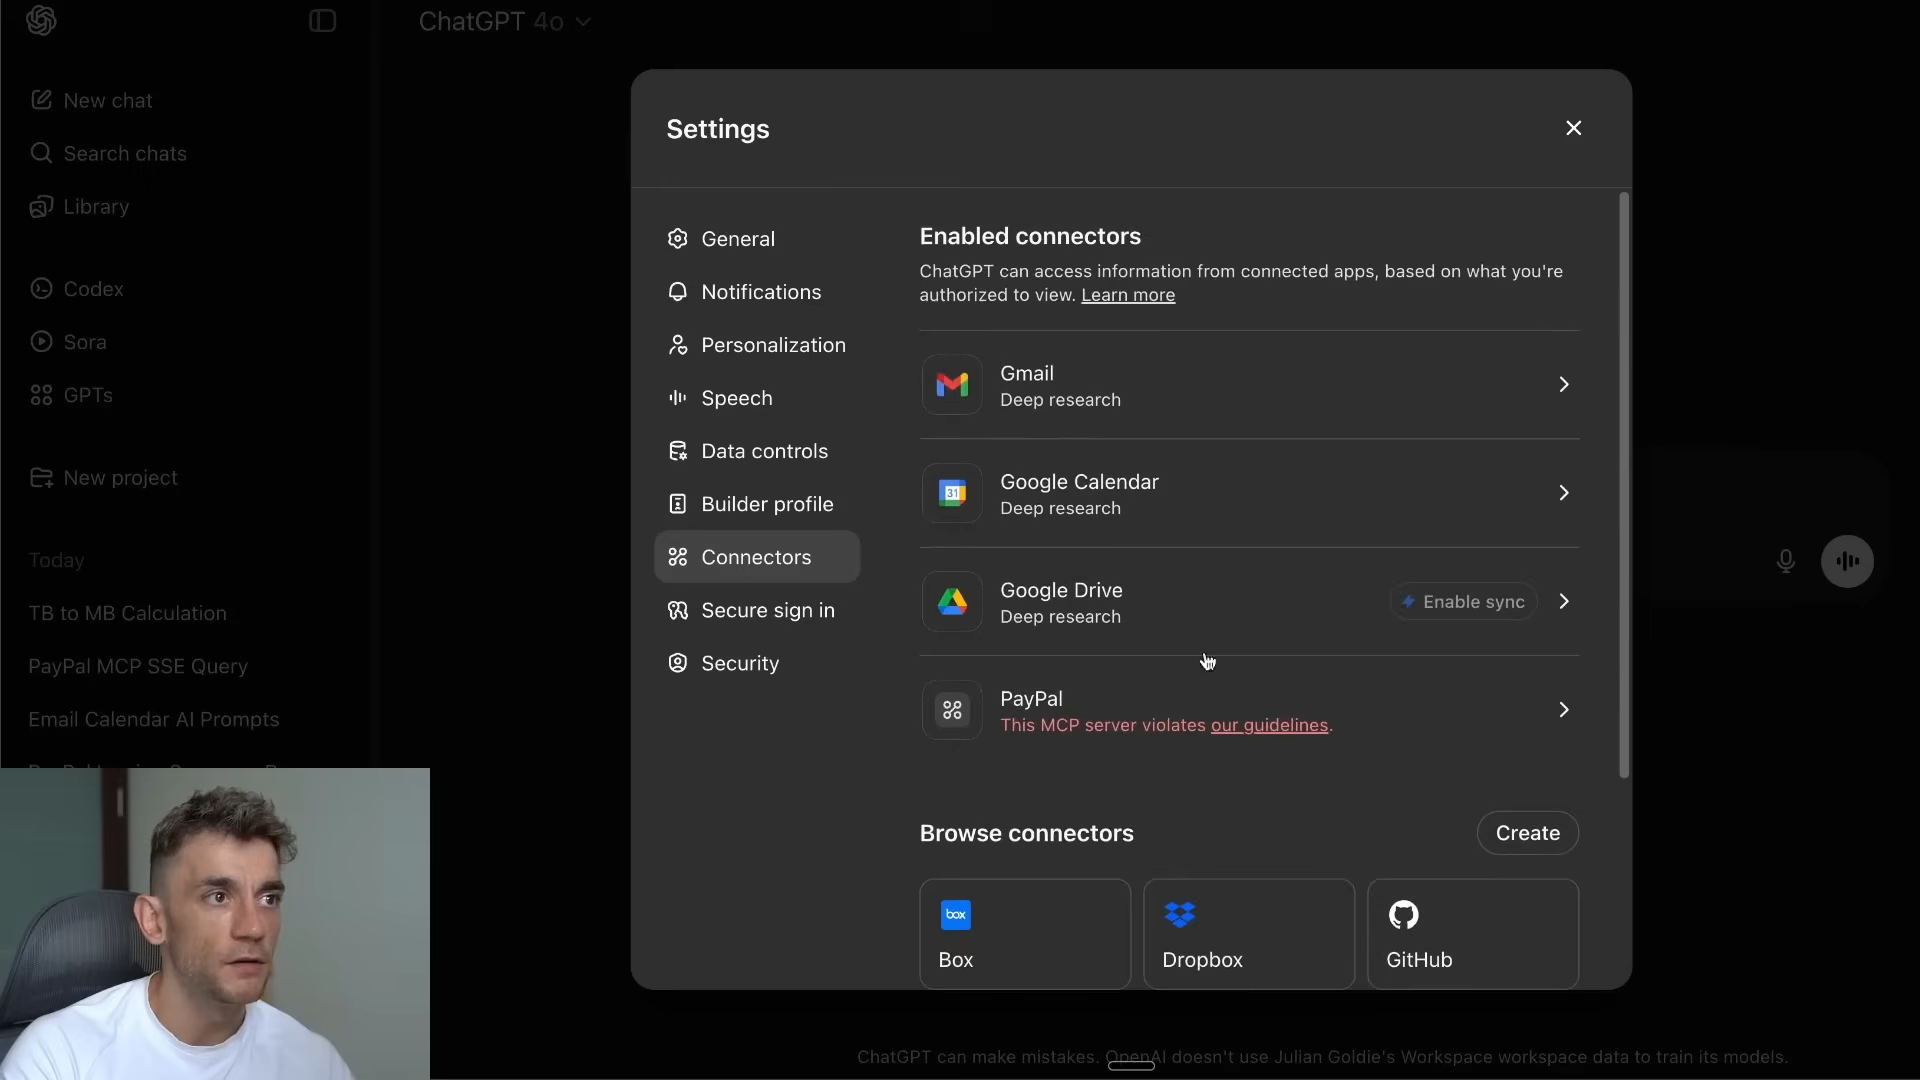 ChatGPT 4o
New chat
Search chats
Library
Codex
Sora
GPTs
New project
Today
TB to MB Calculation
PayPal MCP SSE Query
Email Calendar AI Prompts
Settings
General
Notifications
Personalization
Speech
Data controls
Builder profile
Connectors
Secure sign in
Security
Enabled connectors
ChatGPT can access information from connected apps, based on what you're
authorized to view. Learn more
Gmail
Deep research
31
Google Calendar
Deep research
Google Drive
Deep research
Enable sync
PayPal
This MCP server violates our guidelines.
Browse connectors
Create
box
Box
Dropbox
GitHub
ChatGPT can make mistakes. OpenAI doesn't use Julian Goldie's Workspace workspace data to train its models.